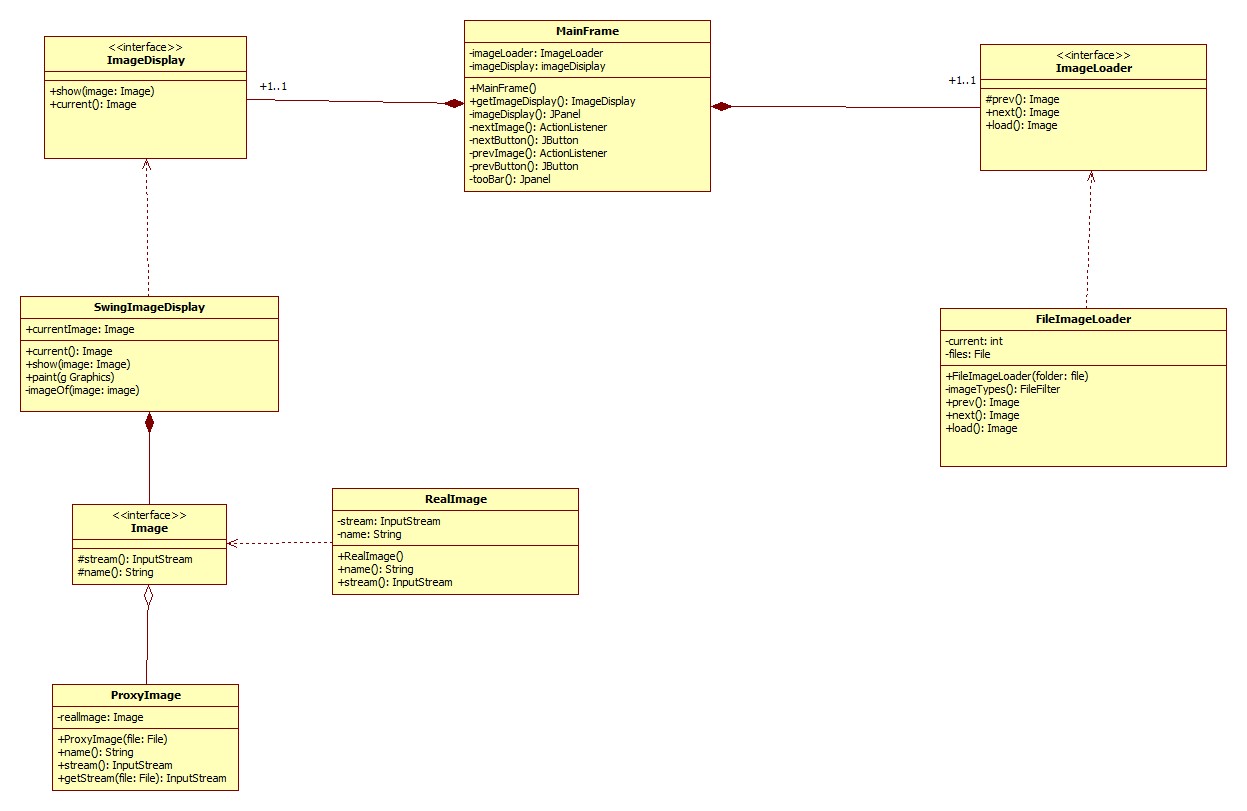 <<interface>>
ImageDisplay
+show(image: Image)
+current(): Image
+1..1
MainFrame
-imageLoader: ImageLoader
-imageDisplay: imageDisiplay
+MainFrame()
+getImageDisplay(): ImageDisplay
-imageDisplay(): JPanel
-nextImage(): ActionListener
-nextButton(): JButton
-prevImage(): ActionListener
-prevButton(): JButton
-tooBar(): Jpanel
+1..1
<<interface>>
ImageLoader
#prev(): Image
+next(): Image
+load(): Image
SwingImageDisplay
+currentImage: Image
+current(): Image
+show(image: Image)
+paint(g Graphics)
-imageOf(image: image)
FileImageLoader
-current: int
-files: File
+FileImageLoader(folder: file)
-imageTypes(): FileFilter
+prev(): Image
+next(): Image
+load(): Image
<<interface>>
Image
#stream(): InputStream
#name(): String
RealImage
-stream: InputStream
-name: String
+RealImage()
+name(): String
+stream(): InputStream
ProxyImage
-realImage: Image
+ProxyImage(file: File)
+name(): String
+stream(): InputStream
+getStream(file: File): InputStream